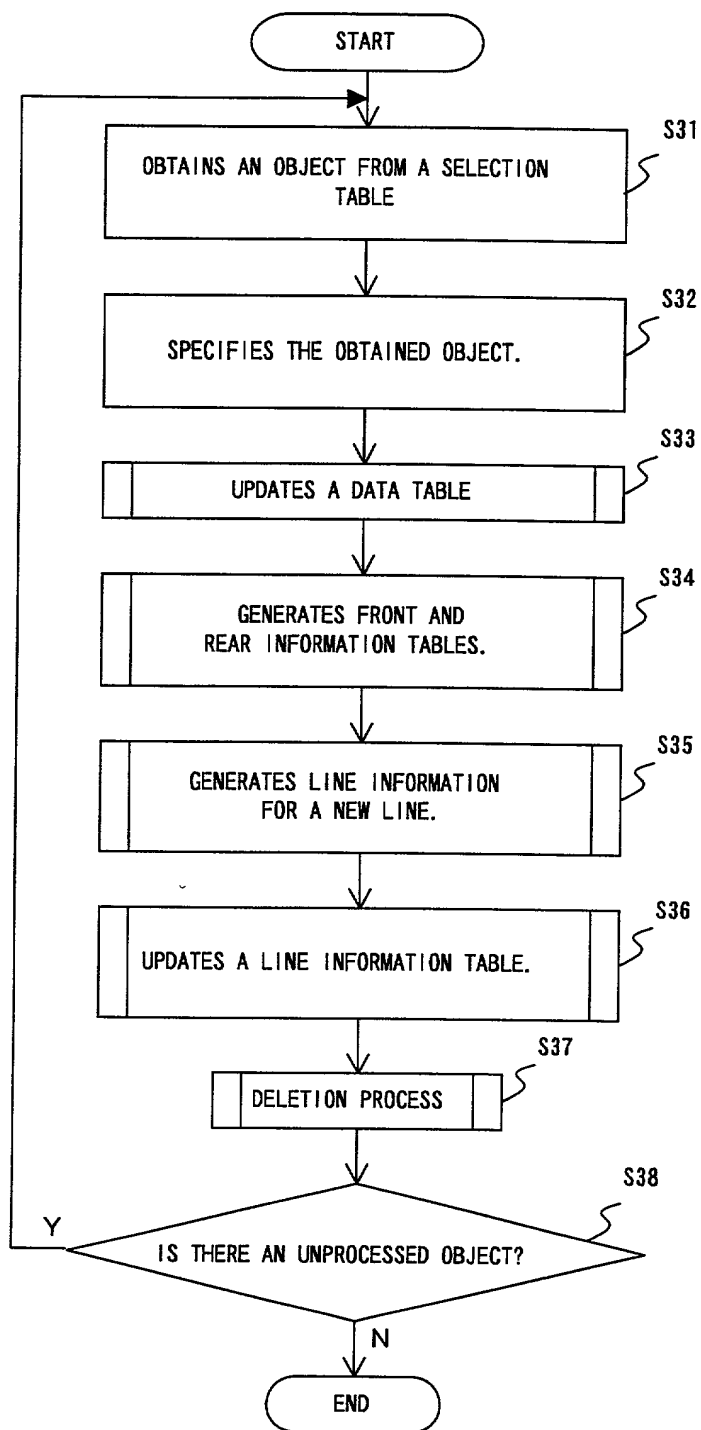 START
S31
OBTAINS AN OBJECT FROM A SELECTION
TABLE
S32
SPECIFIES THE OBTAINED OBJECT.
S33
UPDATES A DATA TABLE
S34
GENERATES FRONT AND
REAR INFORMATION TABLES.
S35
GENERATES LINE INFORMATION
FOR A NEW LINE.
S36
UPDATES A LINE INFORMATION TABLE.
S37
DELETION PROCESS
S38
Y
IS THERE AN UNPROCESSED OBJECT?
N
END